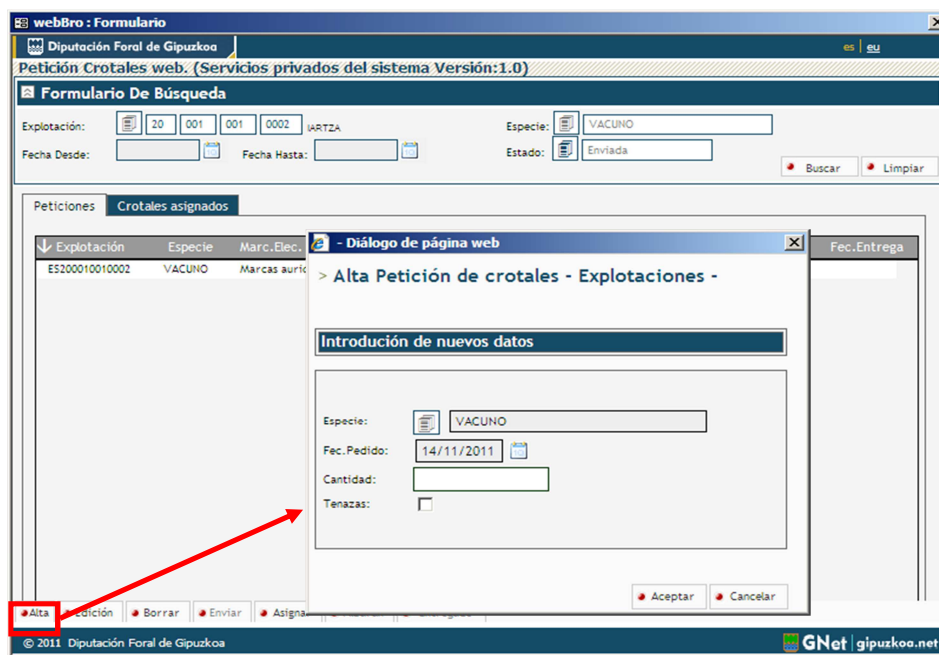 webBro : Formulario
Diputación Foral de Gipuzkoa
es | eu
Petición Crotales web. (Servicios privados del sistema Versión:1.0)
Formulario De Búsqueda
Explotación: 20 001 001 0002 IARTZA Especie: VACUNO
Fecha Desde: Fecha Hasta: Estado: Enviada
Buscar Limpiar
Peticiones Crotales asignados
Explotación Especie Marc.Elec. Fec.Entrega
ES200010010002 VACUNO Marcas auric
- Diálogo de página web
> Alta Petición de crotales - Explotaciones -
Introdución de nuevos datos
Especie: VACUNO
Fec.Pedido: 14/11/2011
Cantidad:
Tenazas:
Aceptar Cancelar
Alta Edición Borrar Enviar Asigna
© 2011 Diputación Foral de Gipuzkoa
GNet gipuzkoa.net